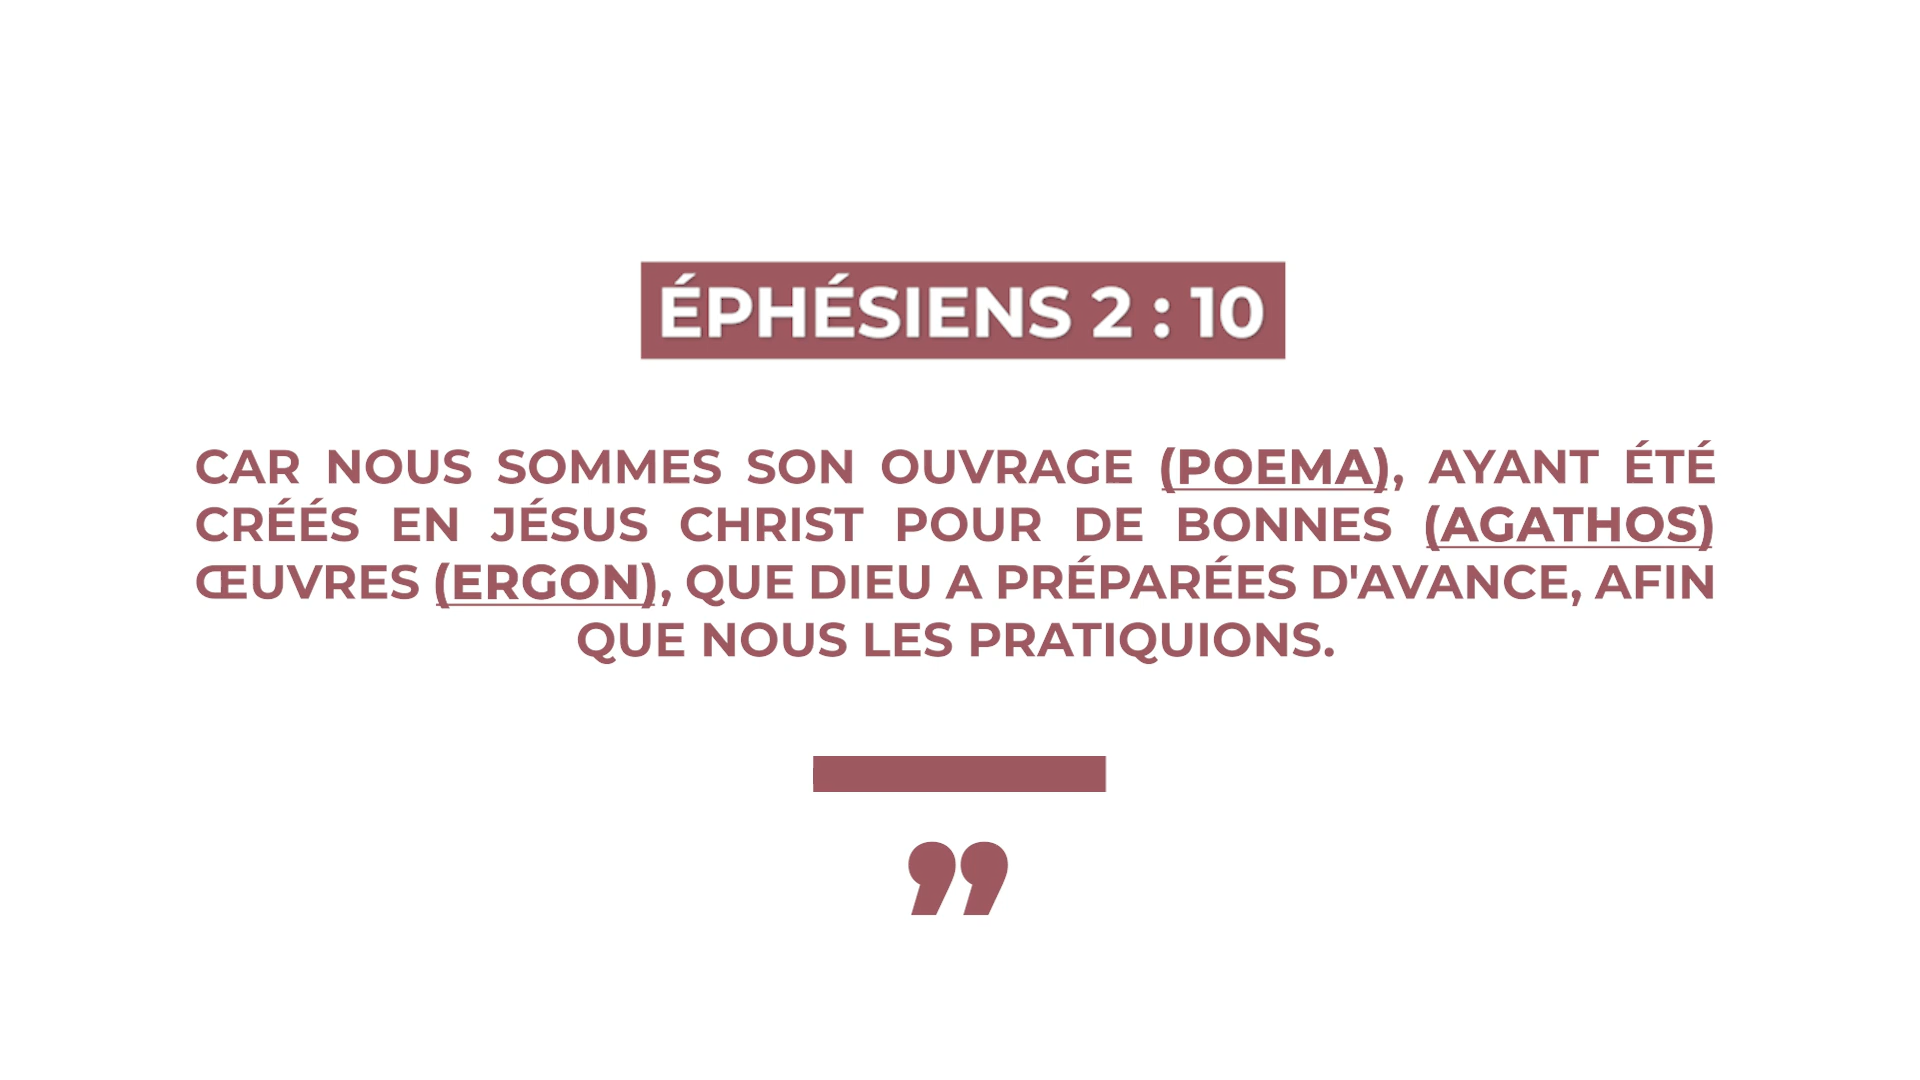 ÉPHÉSIENS 2 : 10
CAR NOUS SOMMES SON OUVRAGE (POEMA), AYANT ÉTÉ
CRÉÉS EN JÉSUS CHRIST POUR DE BONNES (AGATHOS)
ŒUVRES (ERGON), QUE DIEU A PRÉPARÉES D'AVANCE, AFIN
QUE NOUS LES PRATIQUIONS.
”